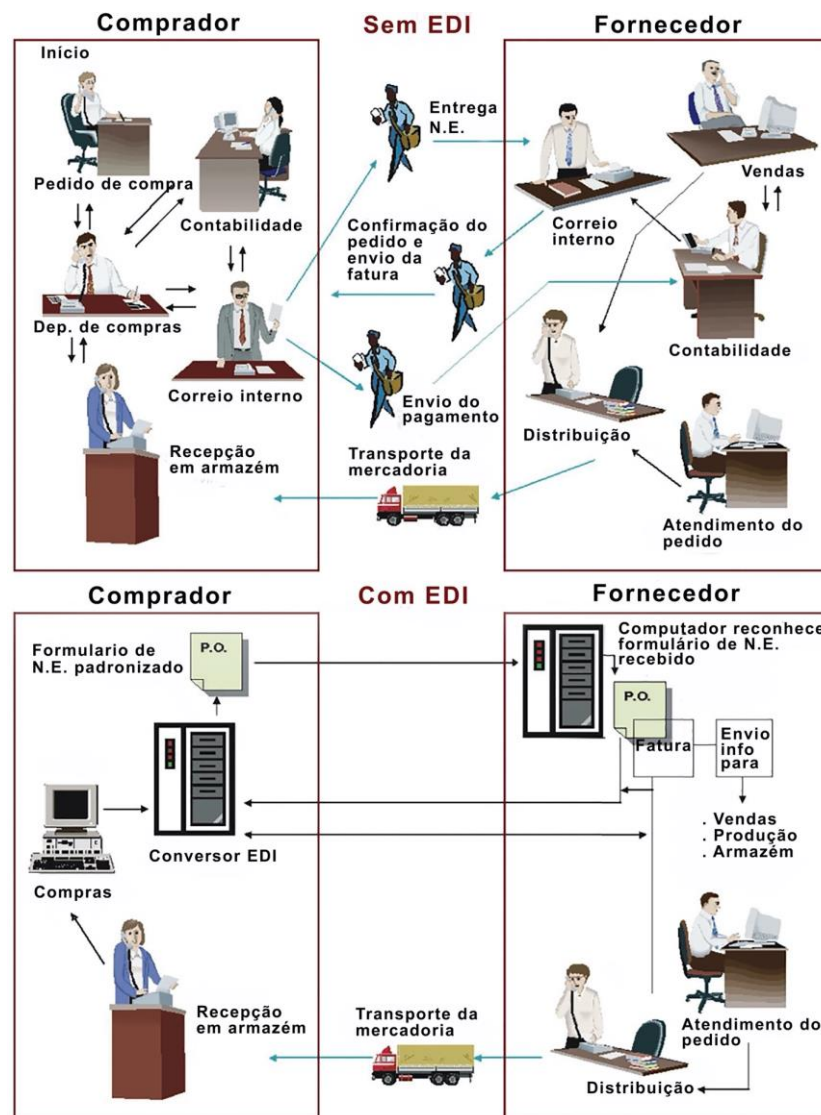 Comprador
Sem EDI
Fornecedor
Início
Pedido de compra
Contabilidade
Dep. de compras
Correio interno
Recepção
em armazém
Entrega
N.E.
Confirmação do
pedido e
envio da
fatura
Envio do
pagamento
Transporte da
mercadoria
Vendas
Correio
interno
Contabilidade
Distribuição
Atendimento do
pedido
Comprador
Com EDI
Fornecedor
Formulario de
N.E. padronizado
P.O.
Computador reconhece
formulário de N.E.
recebido
P.O.
Fatura
Envio
info
para
. Vendas
. Produção
. Armazém
Conversor EDI
Compras
Recepção
em armazém
Transporte da
mercadoria
Atendimento do
pedido
Distribuição